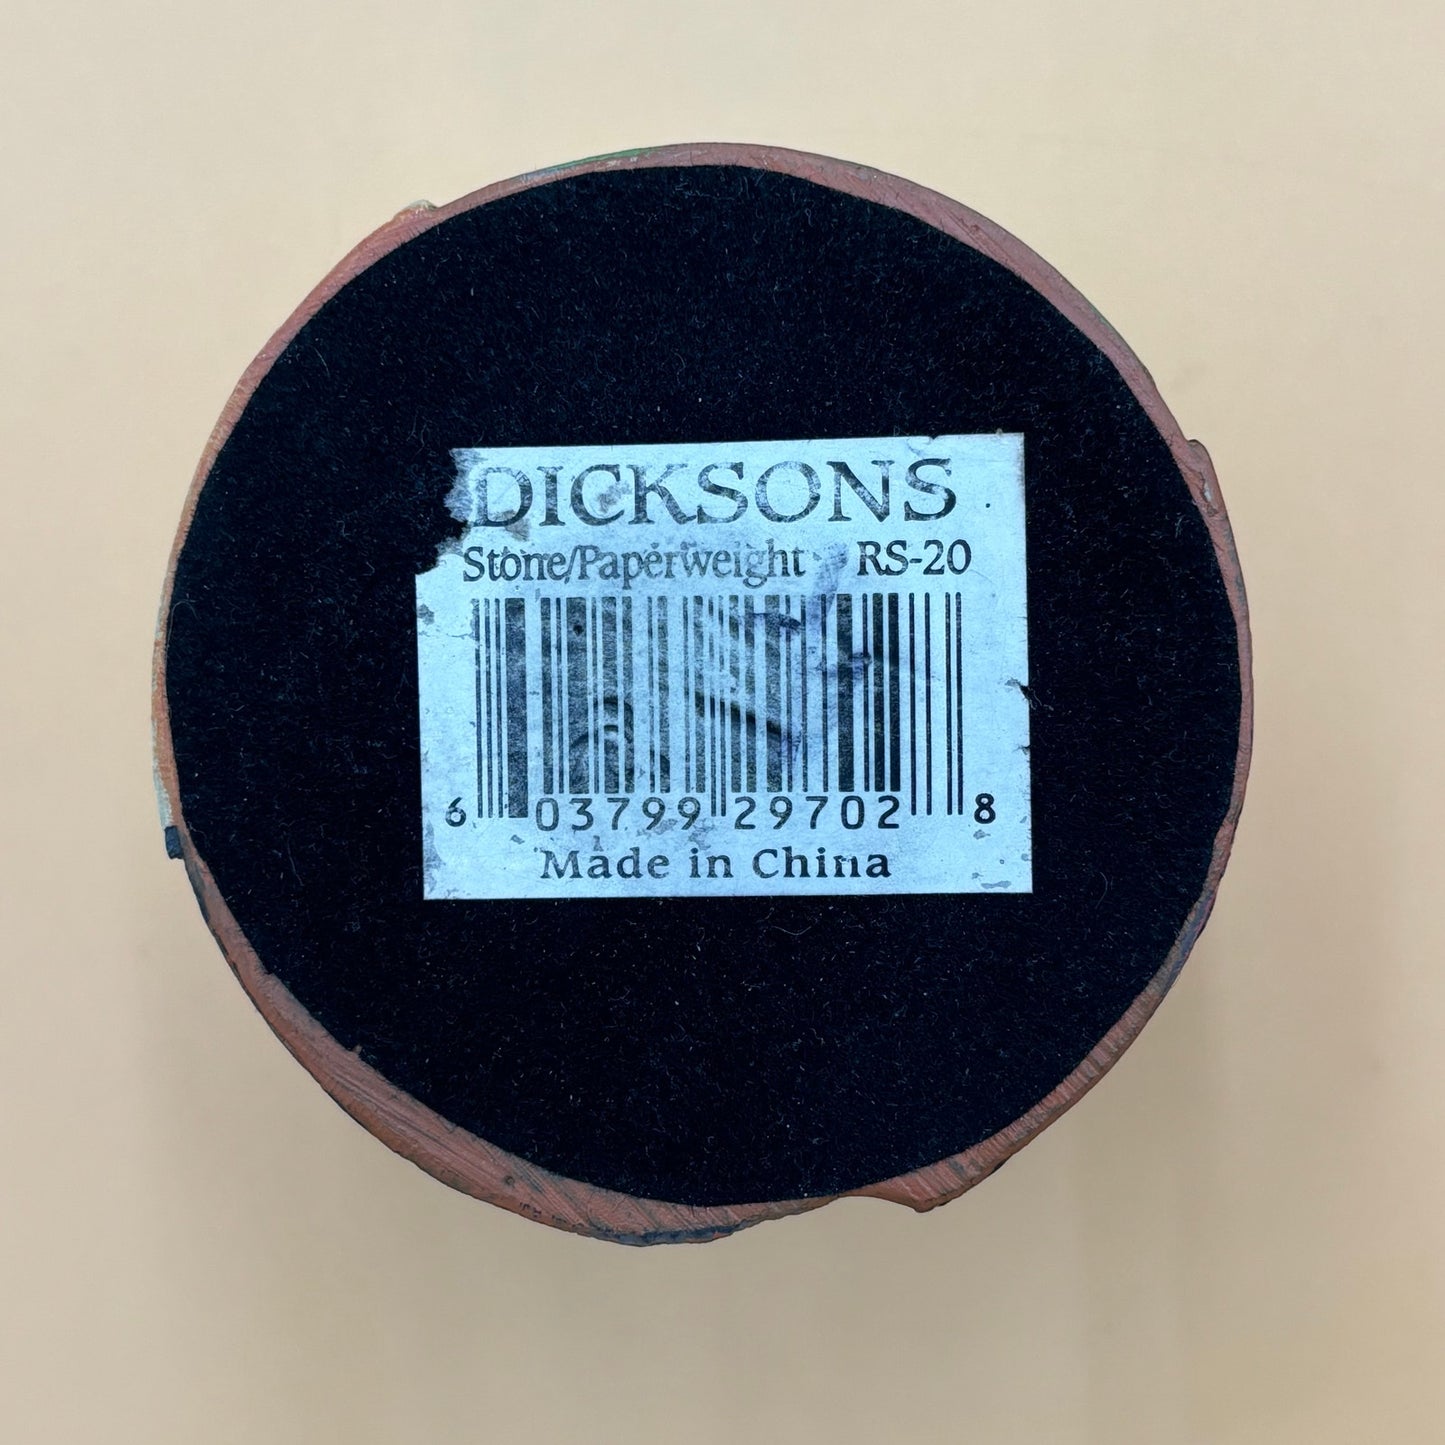 DICKSONS
Stone/Paperweight RS-20
6 03799 29702 8
Made in China